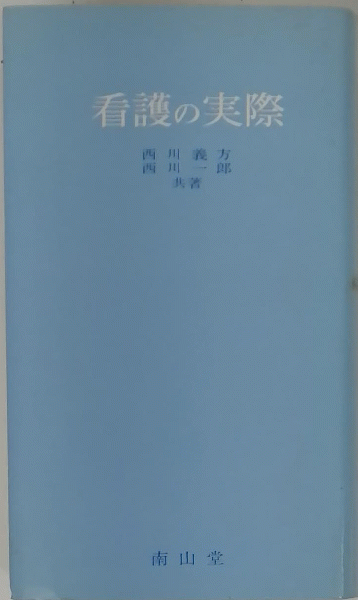 看護の実際
西川義方
西川一郎
共著
南山堂